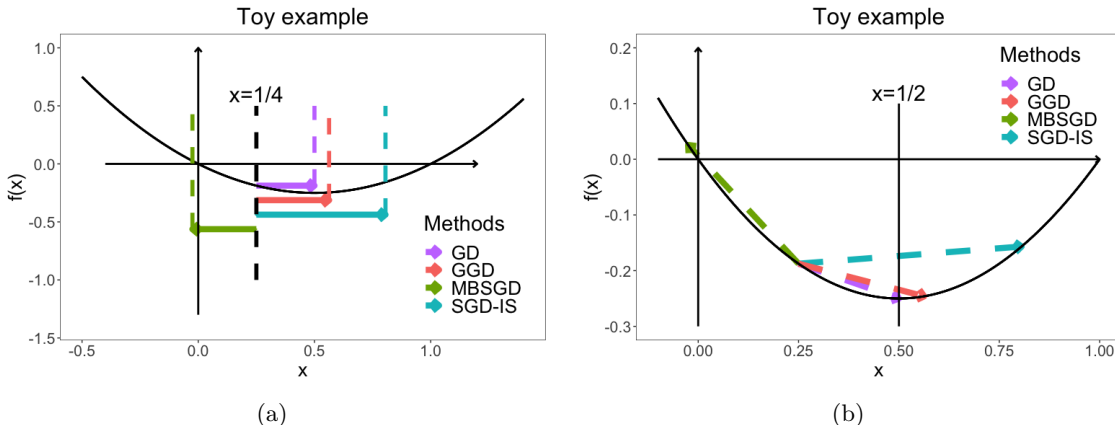 Toy example
1.0
0.5
0.0
-0.5
-1.0
-1.5
f(x)
x=1/4
Methods
GD
GGD
MBSGD
SGD-IS
-0.5
0.0
0.5
1.0
x
(a)
Toy example
0.2
0.1
0.0
-0.1
-0.2
-0.3
f(x)
x=1/2
Methods
GD
GGD
MBSGD
SGD-IS
0.00
0.25
0.50
0.75
1.00
x
(b)